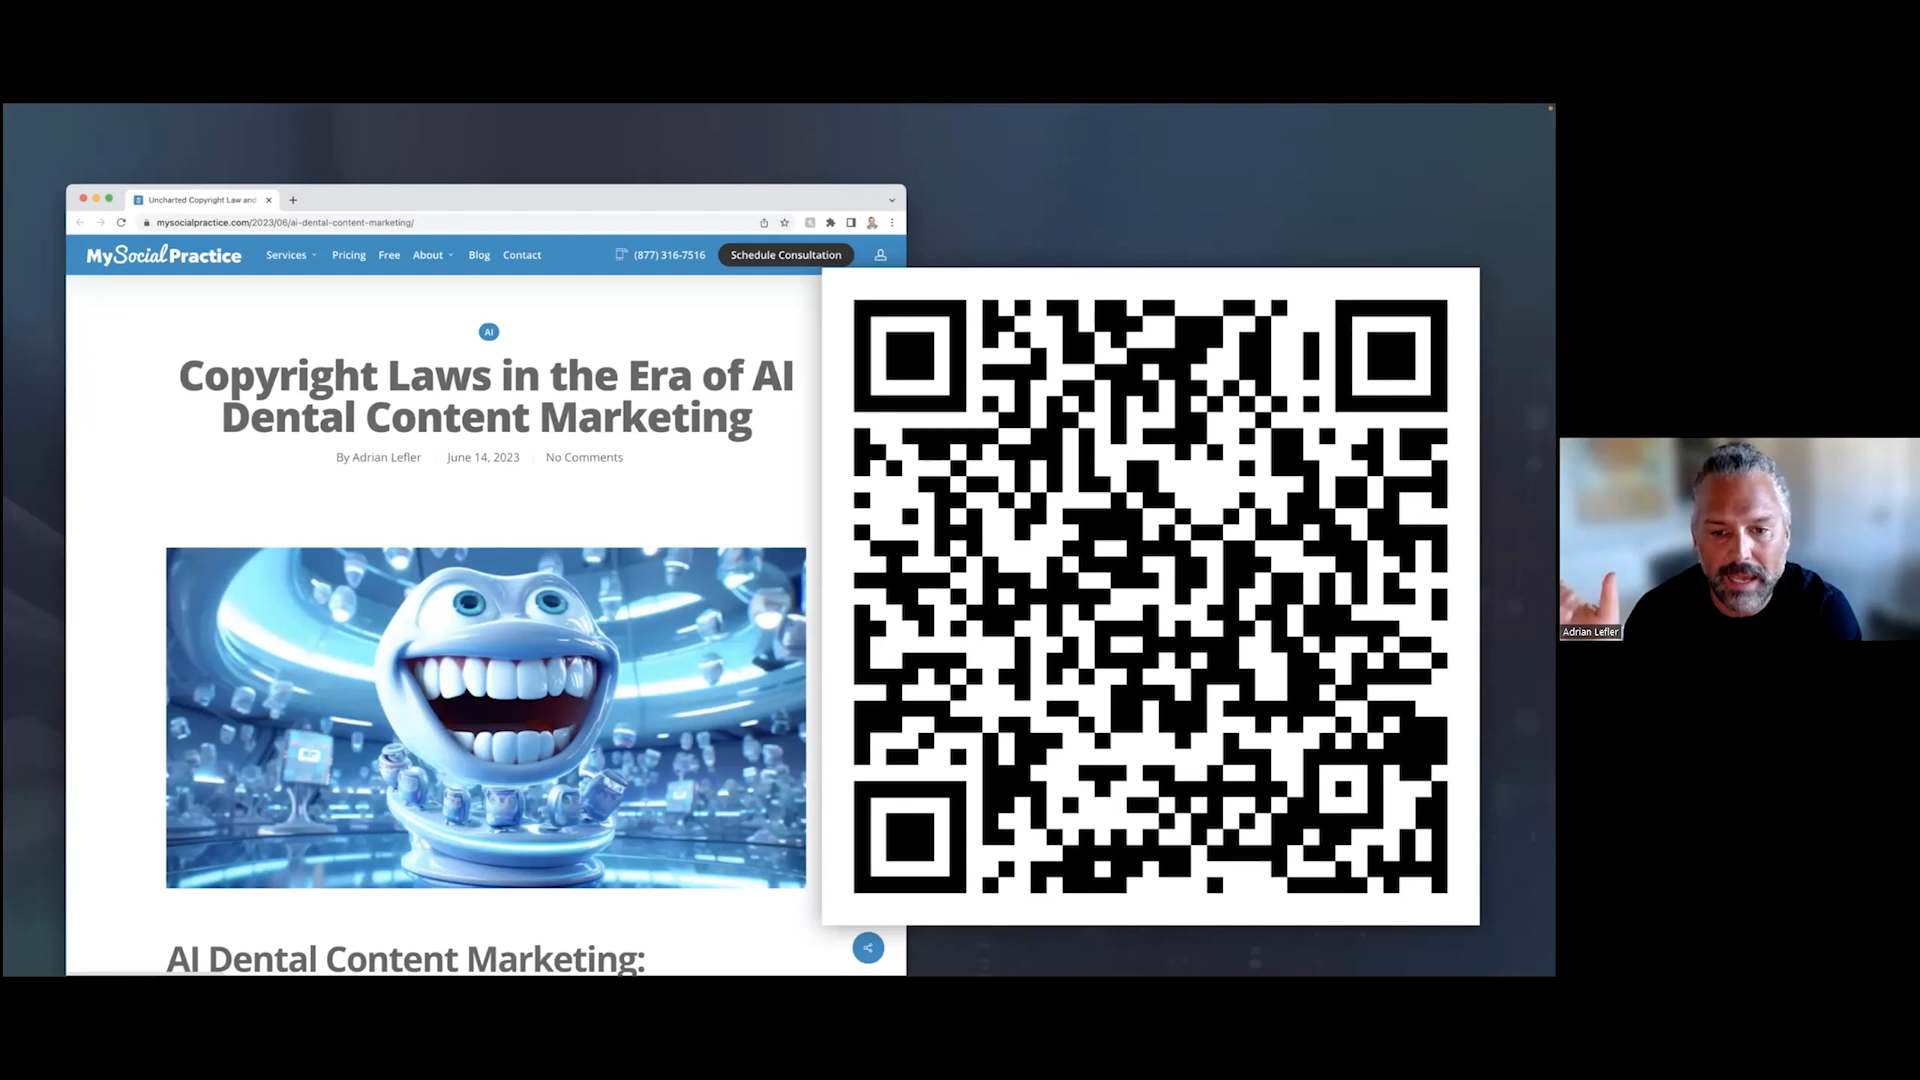 Uncharted Copyright Law and
mysocialpractice.com/2023/06/ai-dental-content-marketing/
MySocialPractice
Services
Pricing
Free
About
Blog
Contact
(877) 316-7516
Schedule Consultation
AI
Copyright Laws in the Era of AI
Dental Content Marketing
By Adrian Lefler
June 14, 2023
No Comments
AI Dental Content Marketing:
Adrian Lefler